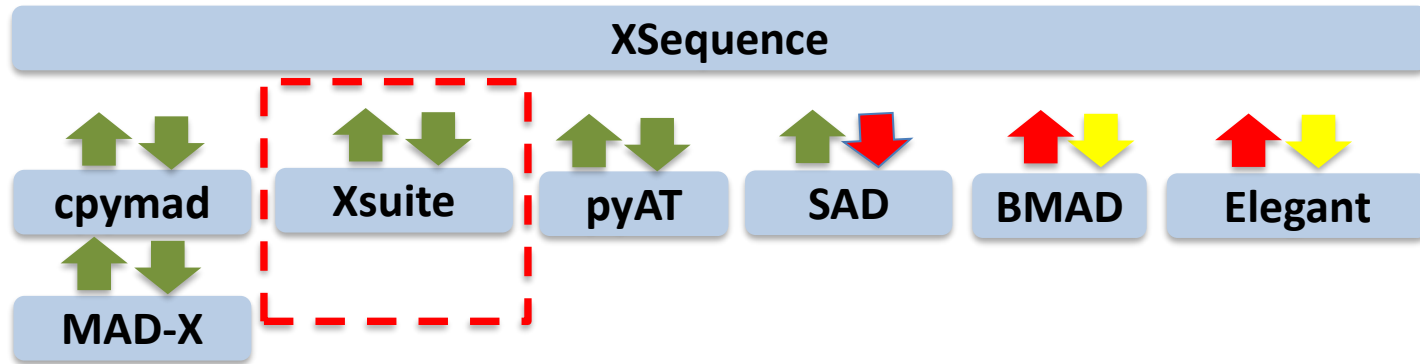 XSequence
cpymad
Xsuite
pyAT
SAD
BMAD
Elegant
MAD-X